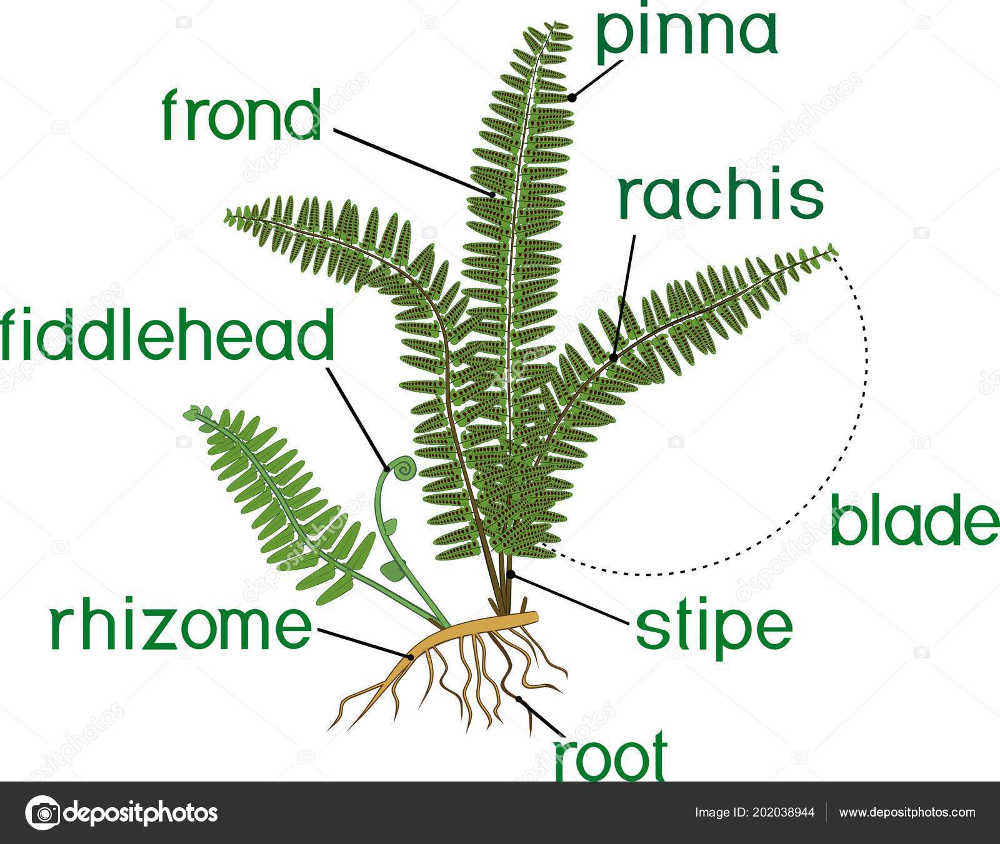 pinna
frond
rachis
fiddlehead
blade
rhizome
stipe
root
depositphotos
Image ID: 202038944
www.depositphotos.com